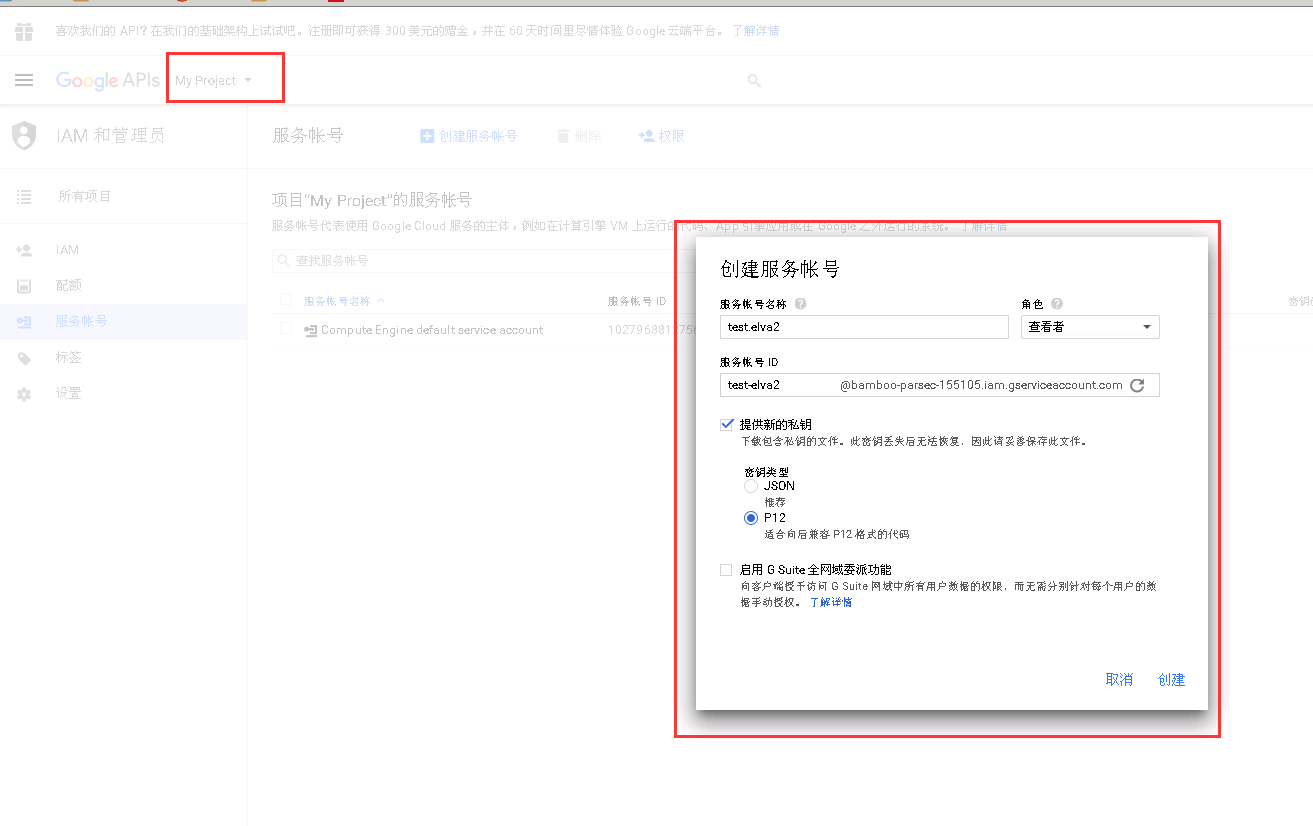 喜欢我们的 API? 在我们的基础架构上试试吧。注册即可获得 300 美元的赠金，并在 60 天时间里尽情体验 Google 云端平台。 了解详情
Google APIs My Project
IAM 和管理员
服务帐号 创建服务帐号 删除 权限
所有项目
IAM
配额
服务帐号
标签
设置
项目“My Project”的服务帐号
服务帐号代表使用 Google Cloud 服务的主体，例如在计算引擎 VM 上运行的代码、App 引擎应用或在 Google 之外运行的系统。 了解详情
查找服务帐号
服务帐号名称 服务帐号 ID 密钥
Compute Engine default service account 102796881275
创建服务帐号
服务帐号名称 角色
test.elva2 查看者
服务帐号 ID
test-elva2 @bamboo-parsec-155105.iam.gserviceaccount.com
提供新的私钥
下载包含私钥的文件。此密钥丢失后无法恢复，因此请妥善保存此文件。
密钥类型
JSON
推荐
P12
适合向后兼容 P12 格式的代码
启用 G Suite 全网域委派功能
向客户端授予访问 G Suite 网域中所有用户数据的权限，而无需分别针对每个用户的数
据手动授权。 了解详情
取消 创建